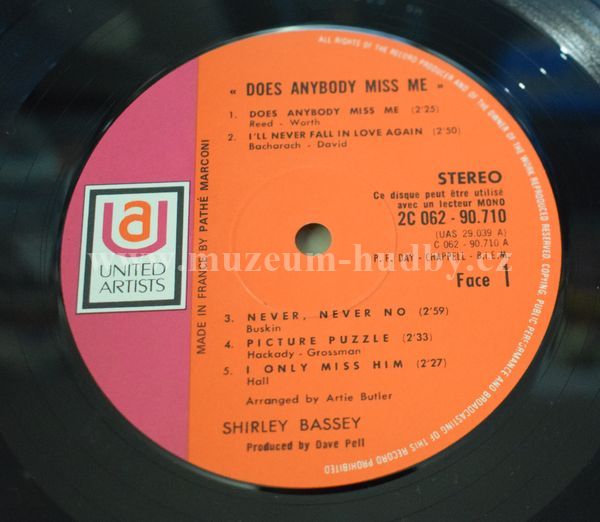 ALL RIGHTS OF THE RECORD PRODUCER AND OF THE OWNER OF THE WORK REPRODUCED RESERVED. COPYING PUBLIC PERFORMANCE AND BROADCASTING OF THIS RECORD PROHIBITED
« DOES ANYBODY MISS ME »
1. DOES ANYBODY MISS ME (2'25)
Reed - Worth
2. I'LL NEVER FALL IN LOVE AGAIN (2'50)
Bacharach - David
STEREO
Ce disque peut être utilisé
avec un lecteur MONO
2C 062 - 90.710
(UAS 29.039 A)
C 062 - 90.710 A
P. F. DAY - CHAPPELL - B.I.E.M.
Face 1
ua
UNITED
ARTISTS
MADE IN FRANCE BY PATHÉ MARCONI
www.muzeum-hudby.cz
3. NEVER, NEVER NO (2'59)
Buskin
4. PICTURE PUZZLE (2'33)
Hackady - Grossman
5. I ONLY MISS HIM (2'27)
Hall
Arranged by Artie Butler
SHIRLEY BASSEY
Produced by Dave Pell